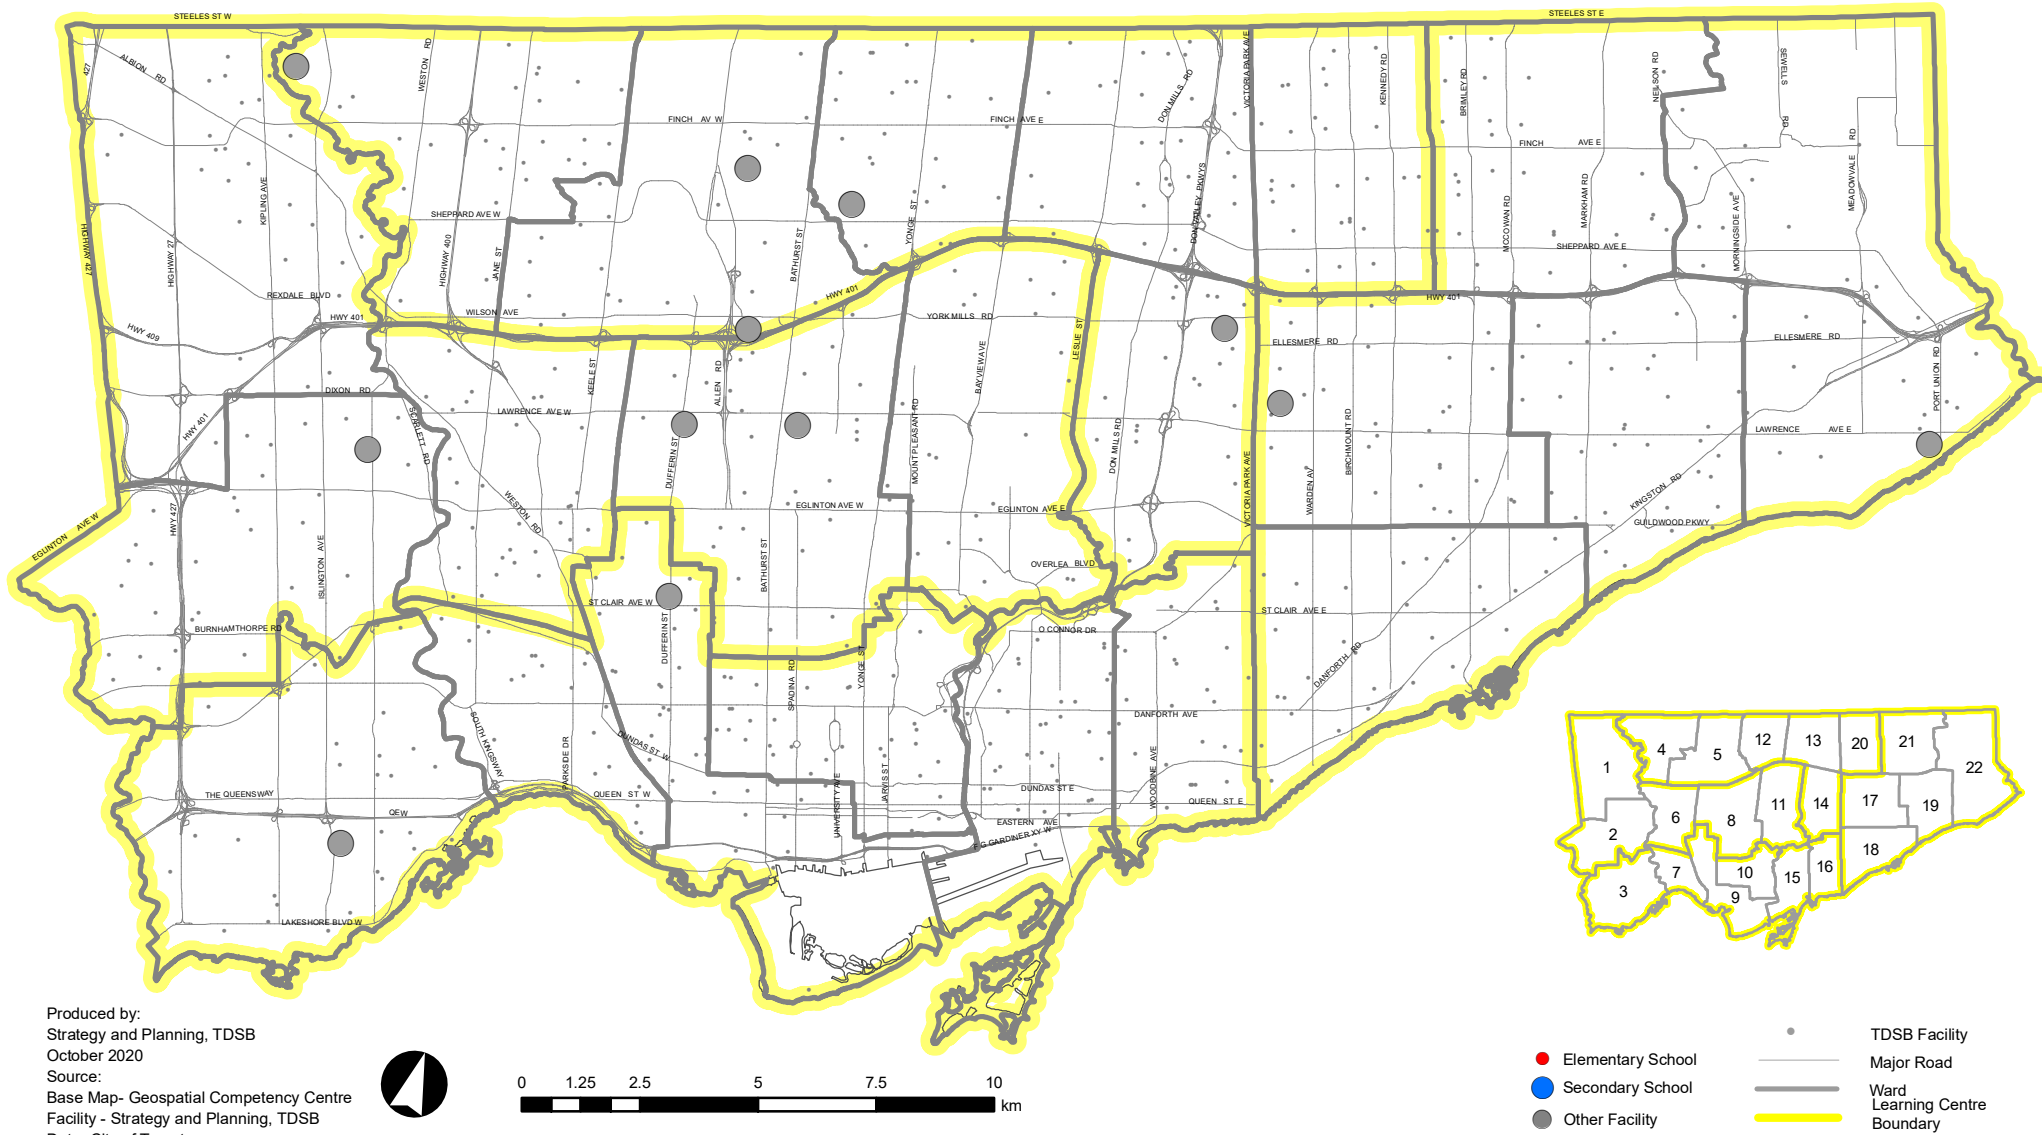 STEELES ST W
STEELES ST E
427
ALBION RD
WESTON RD
DON MILLS RD
VICTORIA PARK AVE
KENNEDY RD
BRIMLEY RD
NEILSON RD
SEWELLS RD
FINCH AV W
FINCH AVE E
FINCH AVE E
KIPLING AVE
HIGHWAY 427
HIGHWAY 27
SHEPPARD AVE W
HIGHWAY 400
JANE ST
BATHURST ST
YONGE ST
DON VALLEY PKWYS
MCCOWAN RD
MARKHAM RD
MORNINGSIDE AVE
MEADOWVALE RD
SHEPPARD AVE E
REXDALE BLVD
HWY 401
WILSON AVE
HWY 401
YORK MILLS RD
HWY 401
HWY 409
DIXON RD
HWY 401
SCARLETT RD
KEELE ST
LAWRENCE AVE W
ALLEN RD
DUFFERIN ST
BAYVIEW AVE
MOUNT PLEASANT RD
LESLIE ST
DON MILLS RD
ELLESMERE RD
ELLESMERE RD
PORT UNION RD
LAWRENCE AVE E
BIRCHMOUNT RD
WARDEN AV
VICTORIA PARK AVE
KINGSTON RD
GUILDWOOD PKWY
EGLINTON AVE W
HWY 427
ISLINGTON AVE
WESTON RD
EGLINTON AVE W
EGLINTON AVE E
BATHURST ST
OVERLEA BLVD
ST CLAIR AVE W
ST CLAIR AVE E
BURNHAMTHORPE RD
DUFFERIN ST
O CONNOR DR
SPADINA RD
YONGE ST
DANFORTH RD
DANFORTH AVE
SOUTH KINGSWAY
PARKSIDE DR
DUNDAS ST W
UNIVERSITY AVE
JARVIS ST
WOODBINE AVE
THE QUEENSWAY
QEW
QUEEN ST W
DUNDAS ST E
QUEEN ST E
EASTERN AVE
F G GARDINER XY W
LAKESHORE BLVD W
4
5
12
13
20
21
1
22
6
8
11
14
17
19
2
18
3
7
10
16
15
9
Produced by:
Strategy and Planning, TDSB
October 2020
Source:
Base Map- Geospatial Competency Centre
Facility - Strategy and Planning, TDSB
0 1.25 2.5 5 7.5 10
km
Elementary School
Secondary School
Other Facility
TDSB Facility
Major Road
Ward
Learning Centre
Boundary